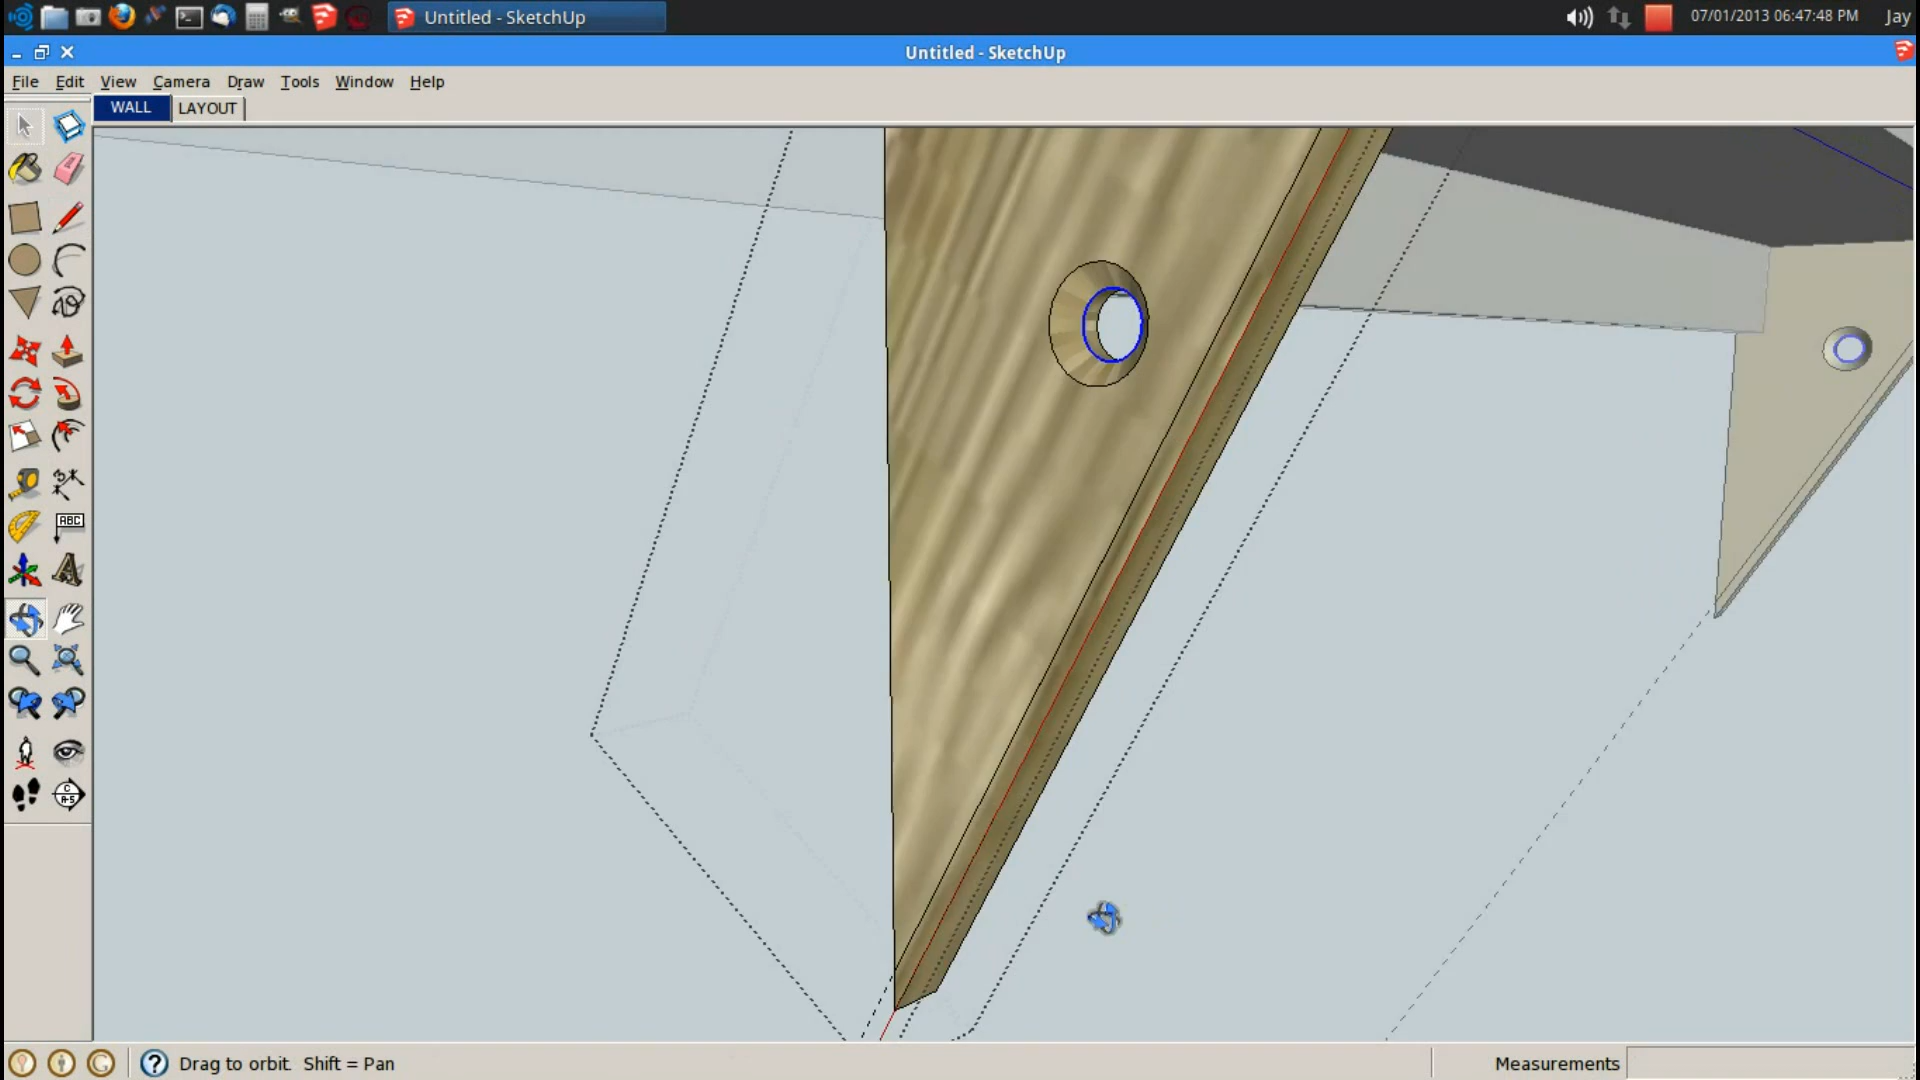 Untitled - SketchUp
07/01/2013 06:47:48 PM
Jay
Untitled - SketchUp
File Edit View Camera Draw Tools Window Help
WALL LAYOUT
ABC
A
C
A-5
Drag to orbit. Shift = Pan
Measurements